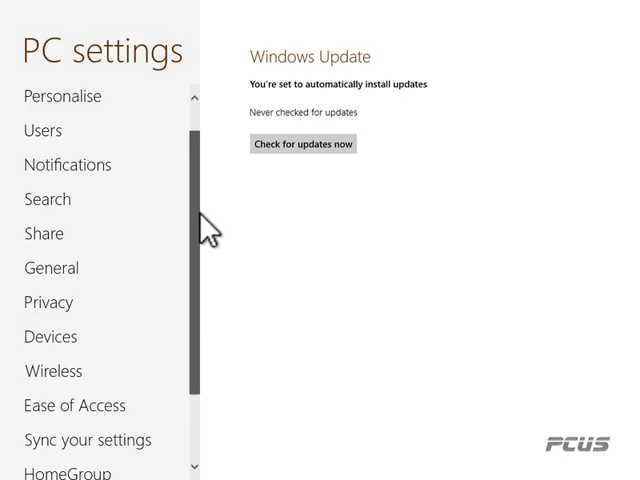 PC settings
Personalise
Users
Notifications
Search
Share
General
Privacy
Devices
Wireless
Ease of Access
Sync your settings
HomeGroup
Windows Update
You're set to automatically install updates
Never checked for updates
Check for updates now
PCUS